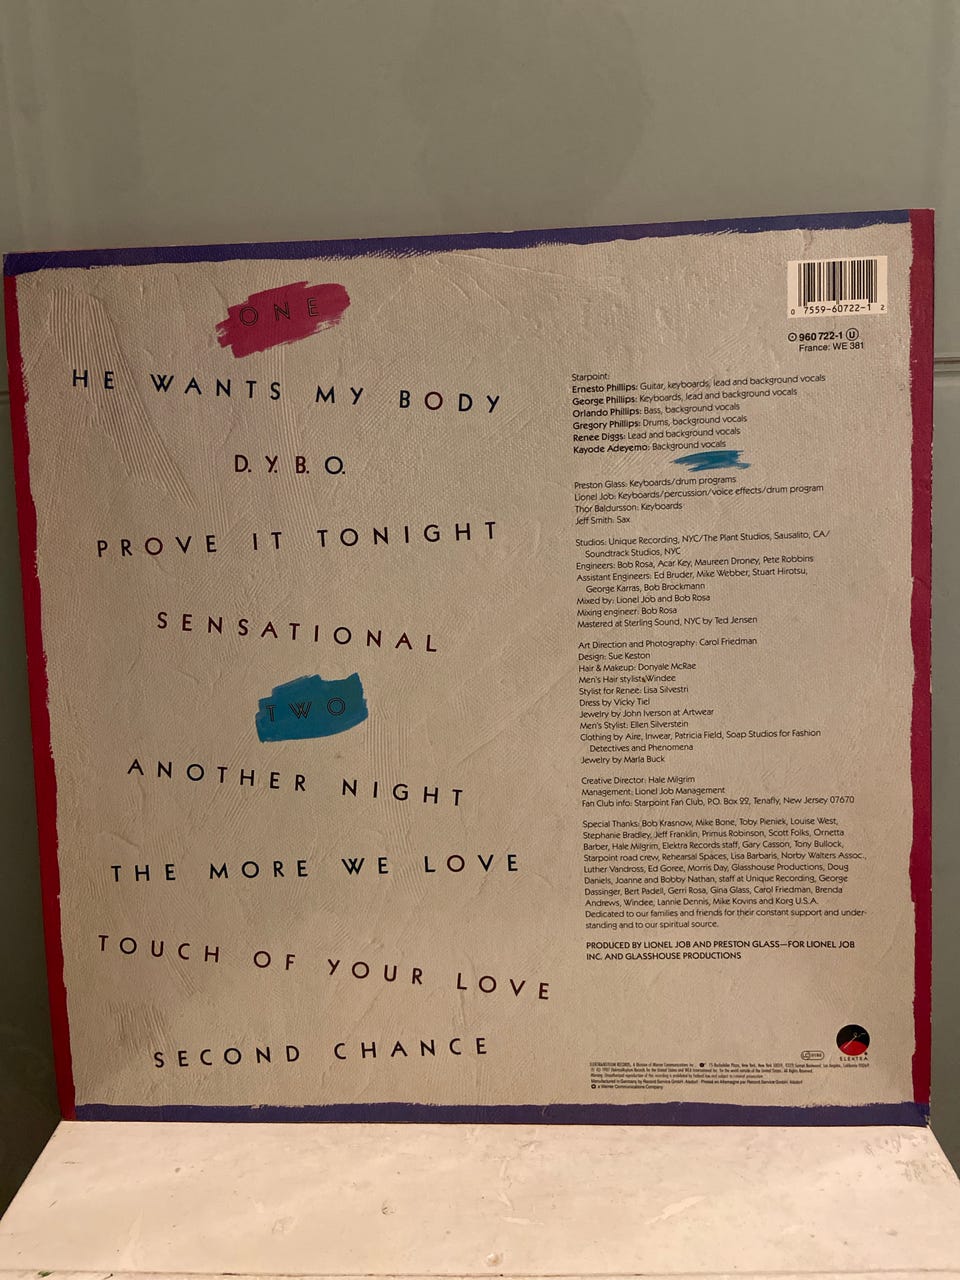 ONE
HE WANTS MY BODY
D.Y.B.O.
PROVE IT TONIGHT
SENSATIONAL
TWO
ANOTHER NIGHT
THE MORE WE LOVE
TOUCH OF YOUR LOVE
SECOND CHANCE
0 7559-60722-1 2
960 722-1 U
France: WE 381
Starpoint:
Ernesto Phillips: Guitar, keyboards, lead and background vocals
George Phillips: Keyboards, lead and background vocals
Orlando Phillips: Bass, background vocals
Gregory Phillips: Drums, background vocals
Renee Diggs: Lead and background vocals
Kayode Adeyemo: Background vocals
Preston Glass: Keyboards/drum programs
Lionel Job: Keyboards/percussion/voice effects/drum program
Thor Baldursson: Keyboards
Jeff Smith: Sax
Studios: Unique Recording, NYC/The Plant Studios, Sausalito, CA/
Soundtrack Studios, NYC
Engineers: Bob Rosa, Acar Key, Maureen Droney, Pete Robbins
Assistant Engineers: Ed Bruder, Mike Webber, Stuart Hirotsu,
George Karras, Bob Brockmann
Mixed by: Lionel Job and Bob Rosa
Mixing engineer: Bob Rosa
Mastered at Sterling Sound, NYC by Ted Jensen
Art Direction and Photography: Carol Friedman
Design: Sue Keston
Hair & Makeup: Donyale McRae
Men's Hair stylist: Windee
Stylist for Renee: Lisa Silvestri
Dress by Vicky Tiel
Jewelry by John Iverson at Artwear
Men's Stylist: Ellen Silverstein
Clothing by Aire, Inwear, Patricia Field, Soap Studios for Fashion
Detectives and Phenomena
Jewelry by Marla Buck
Creative Director: Hale Milgrim
Management: Lionel Job Management
Fan Club info: Starpoint Fan Club, P.O. Box 22, Tenafly, New Jersey 07670
Special Thanks: Bob Krasnow, Mike Bone, Toby Pieniek, Louise West,
Stephanie Bradley, Jeff Franklin, Primus Robinson, Scott Folks, Ornetta
Barber, Hale Milgrim, Elektra Records staff, Gary Casson, Tony Bullock,
Starpoint road crew, Rehearsal Spaces, Lisa Barbaris, Norby Walters Assoc.,
Luther Vandross, Ed Goree, Morris Day, Glasshouse Productions, Doug
Daniels, Joanne and Bobby Nathan, staff at Unique Recording, George
Dassinger, Bert Padell, Gerri Rosa, Gina Glass, Carol Friedman, Brenda
Andrews, Windee, Lannie Dennis, Mike Kovins and Korg U.S.A.
Dedicated to our families and friends for their constant support and under-
standing and to our spiritual source.
PRODUCED BY LIONEL JOB AND PRESTON GLASS—FOR LIONEL JOB
INC. AND GLASSHOUSE PRODUCTIONS
ELEKTRA
Manufactured in Germany by Record Service GmbH, Alsdorf
a Warner Communications Company